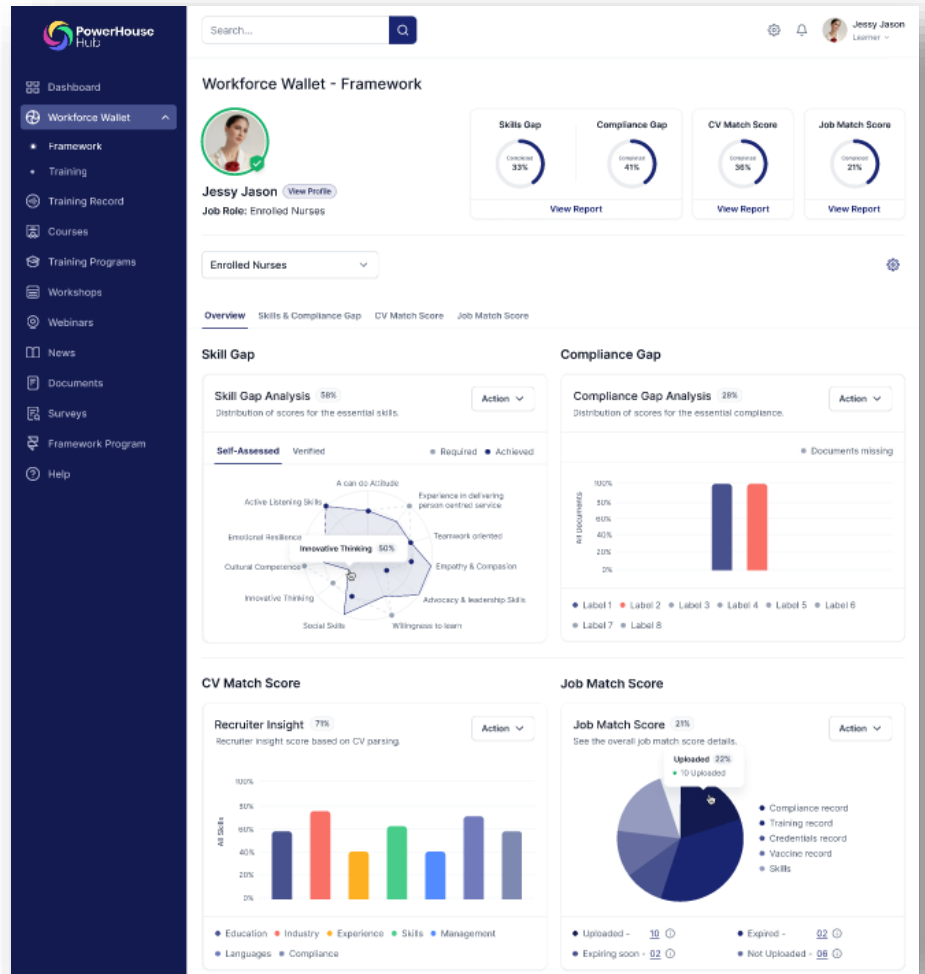 PowerHouse
Hub
Search...
Jessy Jason
Learner
Dashboard
Workforce Wallet
Framework
Training
Training Record
Courses
Training Programs
Workshops
Webinars
News
Documents
Surveys
Framework Program
Help
Workforce Wallet - Framework
Jessy Jason View Profile
Job Role: Enrolled Nurses
Skills Gap
Completed
33%
Compliance Gap
Completed
41%
View Report
CV Match Score
Completed
36%
View Report
Job Match Score
Completed
21%
View Report
Enrolled Nurses
Overview Skills & Compliance Gap CV Match Score Job Match Score
Skill Gap
Skill Gap Analysis 58%
Distribution of scores for the essential skills.
Action
Self-Assessed Verified
Required Achieved
A can do Attitude
Active Listening Skills
Experience in delivering
person centred service
Emotional Resilience
Teamwork oriented
Innovative Thinking 50%
Cultural Competence
Empathy & Compasion
Innovative Thinking
Advocacy & leadership Skills
Social Skills
Willingness to learn
Compliance Gap
Compliance Gap Analysis 28%
Distribution of scores for the essential compliance.
Action
Documents missing
All Documents
100%
80%
60%
40%
20%
0%
Label 1 Label 2 Label 3 Label 4 Label 5 Label 6
Label 7 Label 8
CV Match Score
Recruiter Insight 71%
Recruiter insight score based on CV parsing.
Action
All Skills
100%
80%
60%
40%
20%
0%
Education Industry Experience Skills Management
Languages Compliance
Job Match Score
Job Match Score 21%
See the overall job match score details.
Action
Uploaded 22%
10 Uploaded
Compliance record
Training record
Credentials record
Vaccine record
Skills
Uploaded - 10
Expired - 02
Expiring soon - 02
Not Uploaded - 06